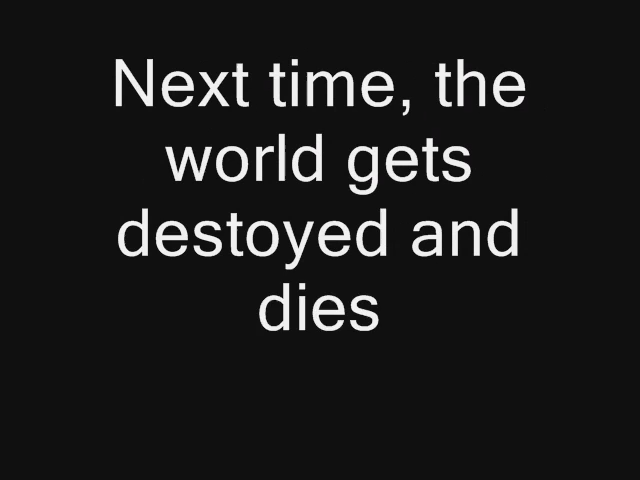 Next time, the
world gets
destoyed and
dies